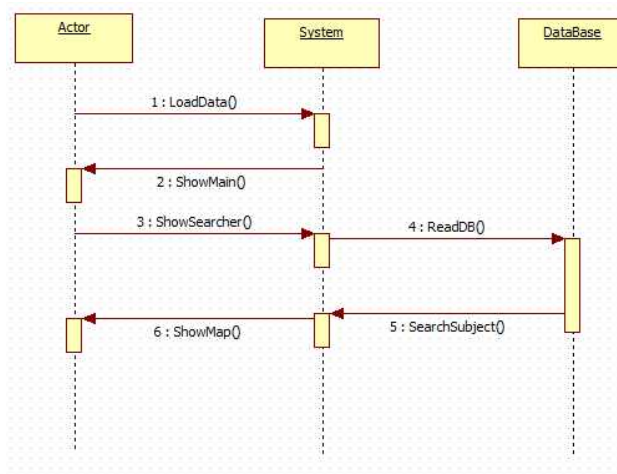 Actor
System
DataBase
1 : LoadData()
2 : ShowMain()
3 : ShowSearcher()
4 : ReadDB()
5 : SearchSubject()
6 : ShowMap()